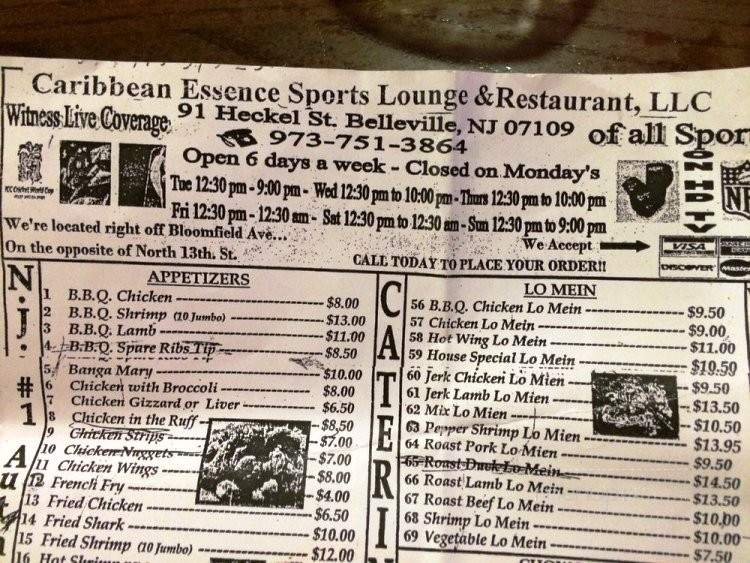 Caribbean Essence Sports Lounge & Restaurant, LLC
Witness Live Coverage 91 Heckel St. Belleville, NJ 07109 of all Spor
973-751-3864
Open 6 days a week - Closed on Monday's
ICC Cricket World Cup
Tue 12:30 pm - 9:00 pm - Wed 12:30 pm to 10:00 pm - Thurs 12:30 pm to 10:00 pm
Fri 12:30 pm - 12:30 am - Sat 12:30 pm to 12:30 am - Sun 12:30 pm to 9:00 pm
ON HD TV
NF
We're located right off Bloomfield Ave...
On the opposite of North 13th. St.
We Accept
VISA
DISCOVER
Master
CALL TODAY TO PLACE YOUR ORDER!!
N.J. #1
APPETIZERS
1 B.B.Q. Chicken $8.00
2 B.B.Q. Shrimp (10 Jumbo) $13.00
3 B.B.Q. Lamb $11.00
4 B.B.Q. Spare Ribs Tip $8.50
5 Banga Mary $10.00
6 Chicken with Broccoli $8.00
7 Chicken Gizzard or Liver $6.50
8 Chicken in the Ruff $8,50
9 Chicken Strips $7.00
10 Chicken Nuggets $7.00
11 Chicken Wings $8.00
12 French Fry $4.00
13 Fried Chicken $6.50
14 Fried Shark $10.00
15 Fried Shrimp (10 Jumbo) $12.00
16 Hot Shrimp
CATERIN
LO MEIN
56 B.B.Q. Chicken Lo Mein $9.50
57 Chicken Lo Mein $9.00
58 Hot Wing Lo Mein $11.00
59 House Special Lo Mein $10.50
60 Jerk Chicken Lo Mien $9.50
61 Jerk Lamb Lo Mien $13.50
62 Mix Lo Mien $10.50
63 Pepper Shrimp Lo Mien $13.95
64 Roast Pork Lo Mien $9.50
65 Roast Duck Lo Mein $14.50
66 Roast Lamb Lo Mein $13.50
67 Roast Beef Lo Mein $10.00
68 Shrimp Lo Mein $10.00
69 Vegetable Lo Mein $7.50